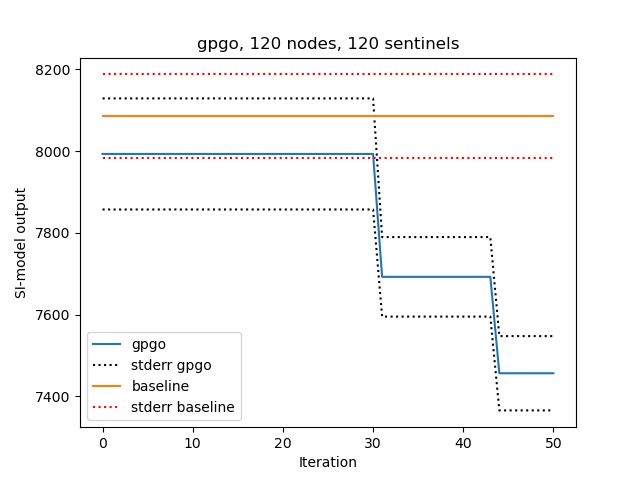 gpgo, 120 nodes, 120 sentinels
SI-model output
8200
8000
7800
7600
7400
gpgo
stderr gpgo
baseline
stderr baseline
0 10 20 30 40 50
Iteration